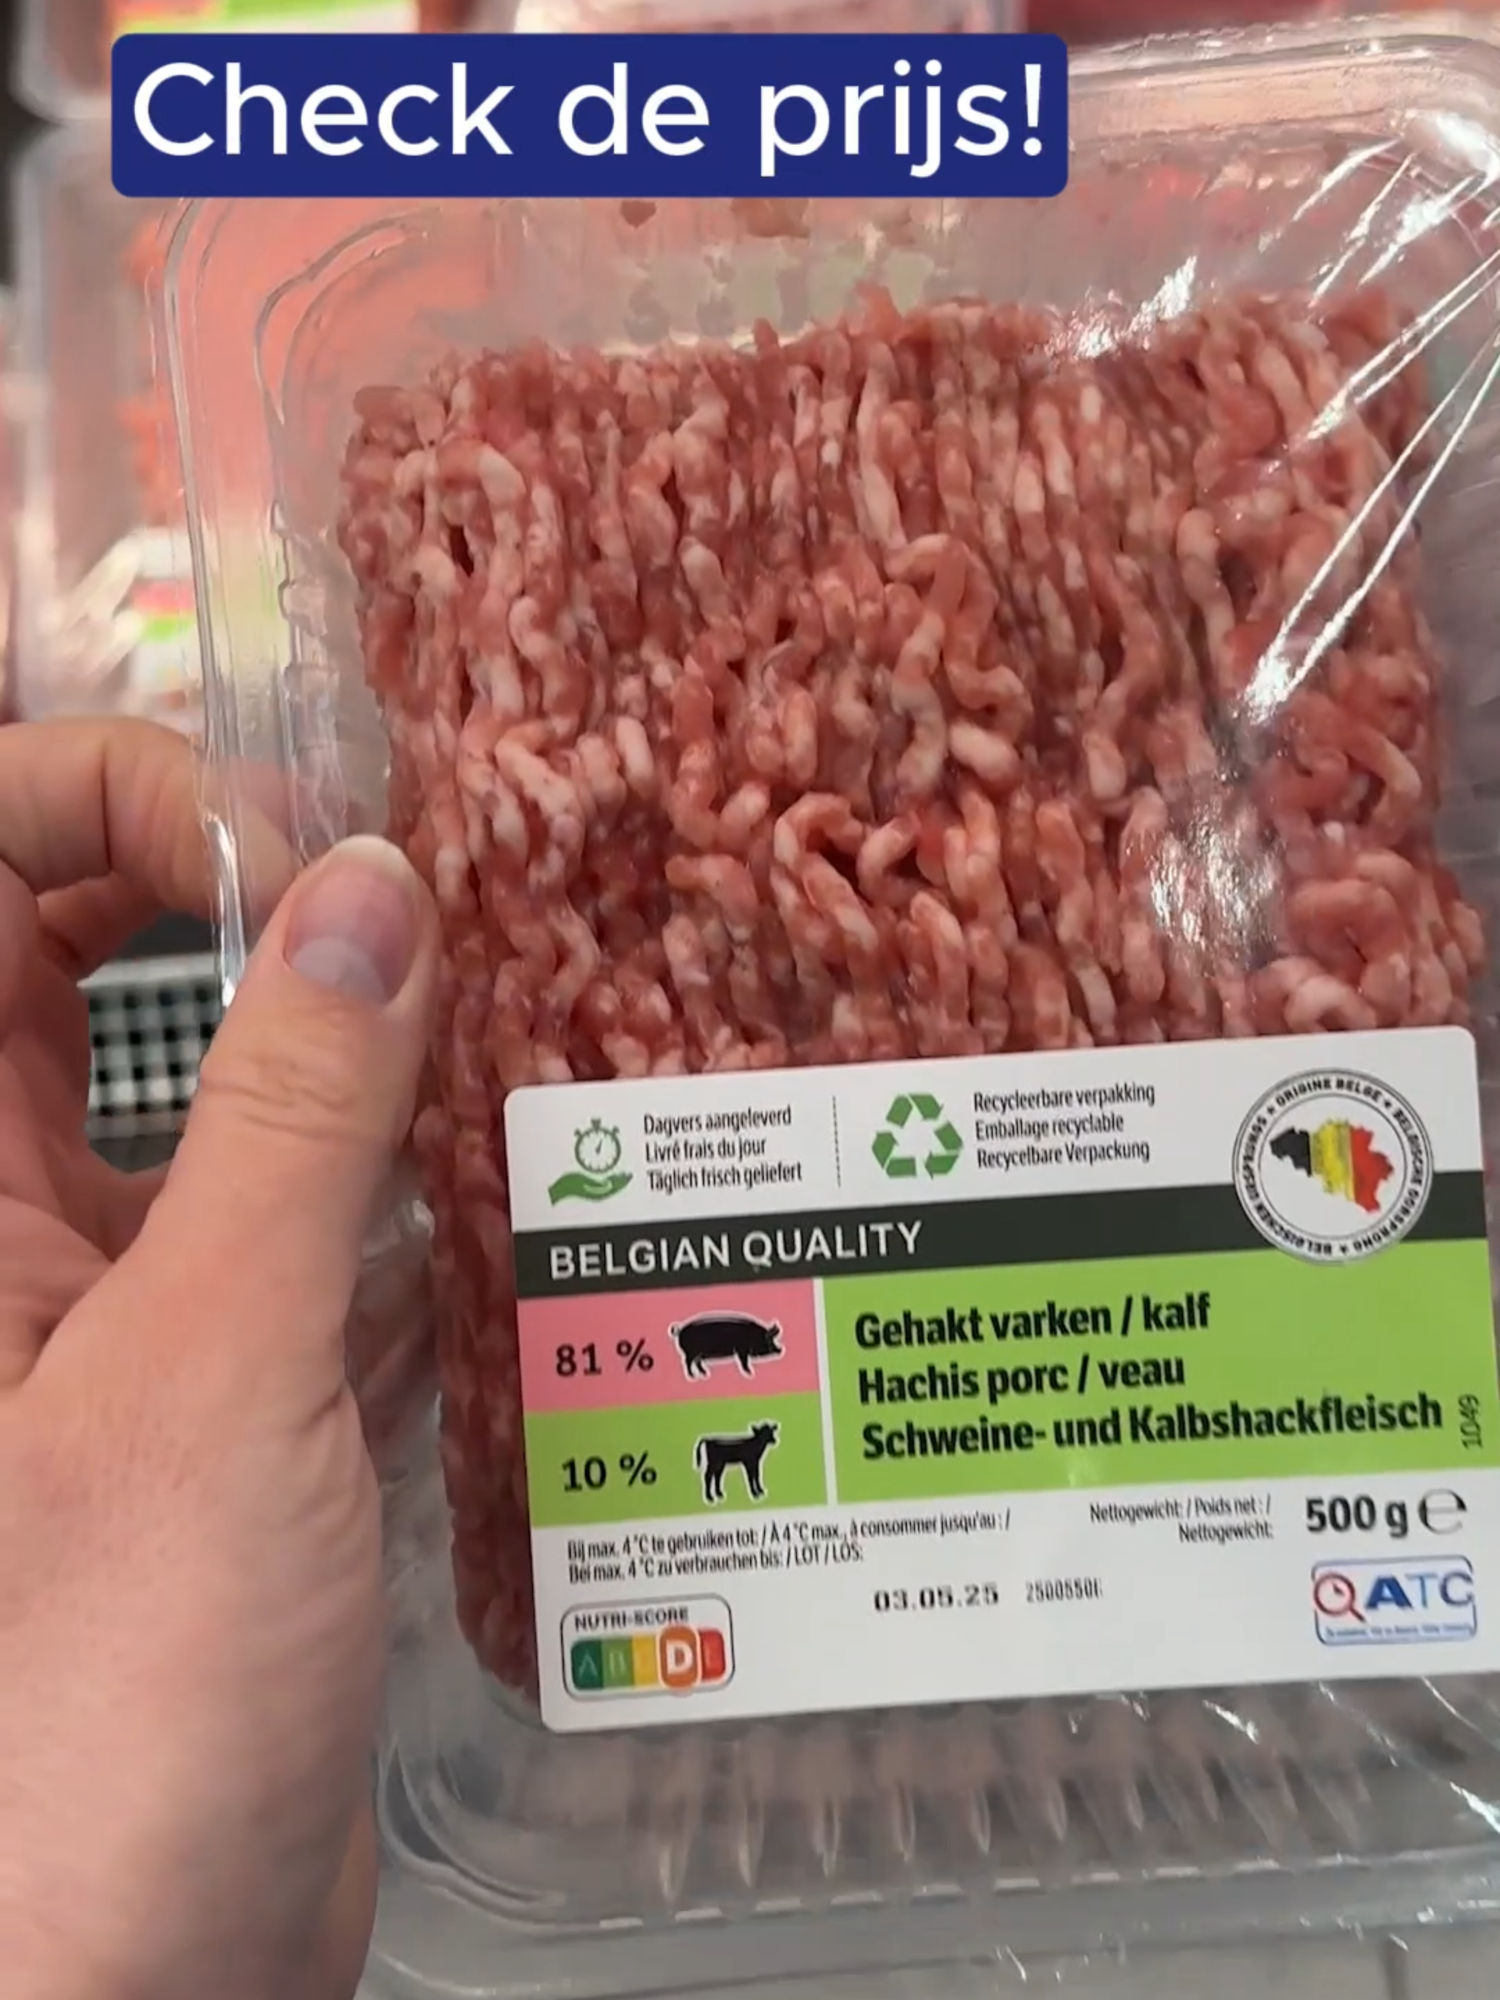 Check de prijs!
Dagvers aangeleverd
Livré frais du jour
Täglich frisch geliefert
Recycleerbare verpakking
Emballage recyclable
Recycelbare Verpackung
ORIGINE BELGE
BELGIAN QUALITY
81 %
10 %
Gehakt varken / kalf
Hachis porc / veau
Schweine- und Kalbshackfleisch
1049
Bij max. 4°C te gebruiken tot: / À 4°C max., à consommer jusqu'au : /
Bei max. 4°C zu verbrauchen bis: / LOT / LOS:
03.05.25
Nettogewicht: / Poids net : /
Nettogewicht:
500 g e
NUTRI-SCORE
A B D
ATC